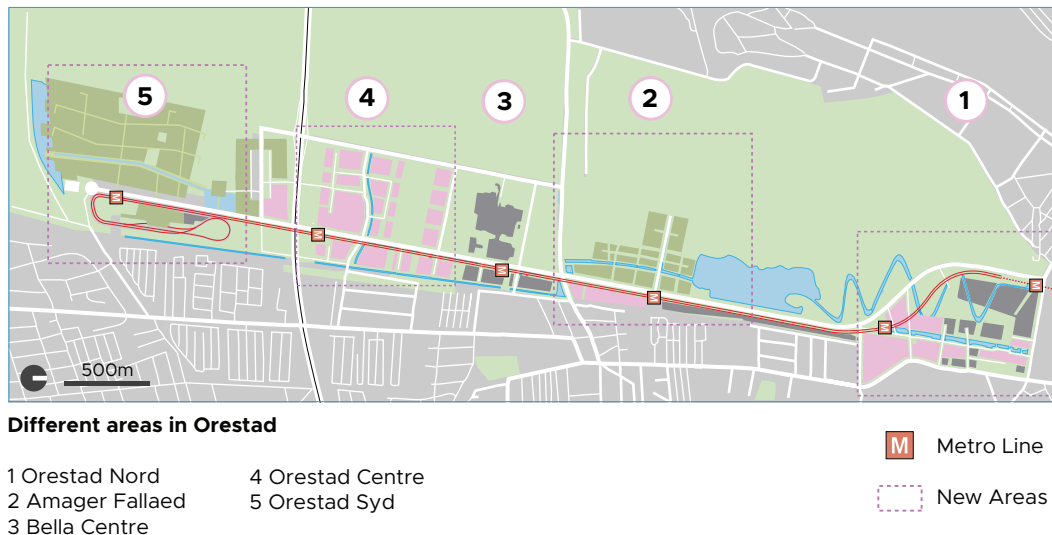 5
4
3
2
1
M
M
M
M
M
M
500m
Different areas in Orestad
1 Orestad Nord
2 Amager Fallaed
3 Bella Centre
4 Orestad Centre
5 Orestad Syd
M Metro Line
New Areas